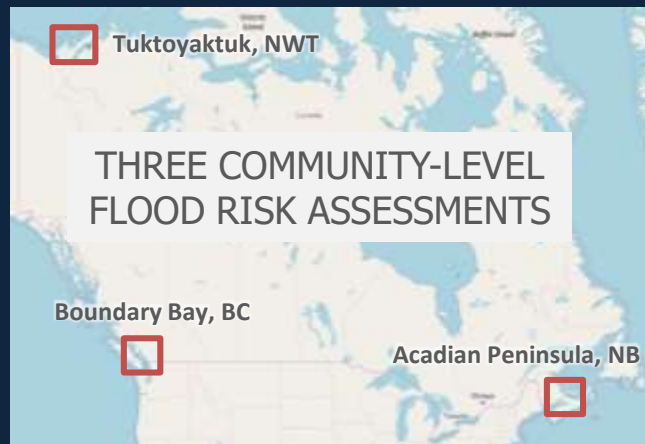 Tuktoyaktuk, NWT
THREE COMMUNITY-LEVEL
FLOOD RISK ASSESSMENTS
Boundary Bay, BC
Acadian Peninsula, NB